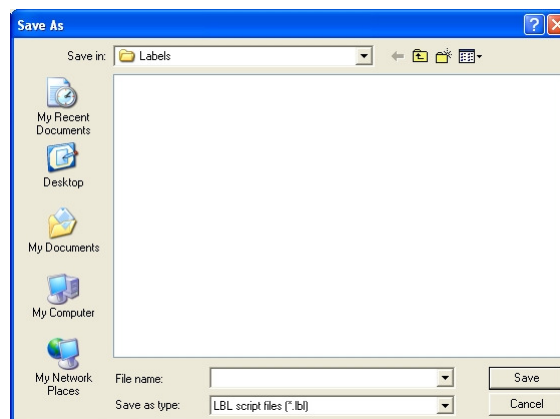 Save As
Save in: Labels
My Recent
Documents
Desktop
My Documents
My Computer
My Network
Places
File name:
Save
Save as type: LBL script files (*.lbl)
Cancel